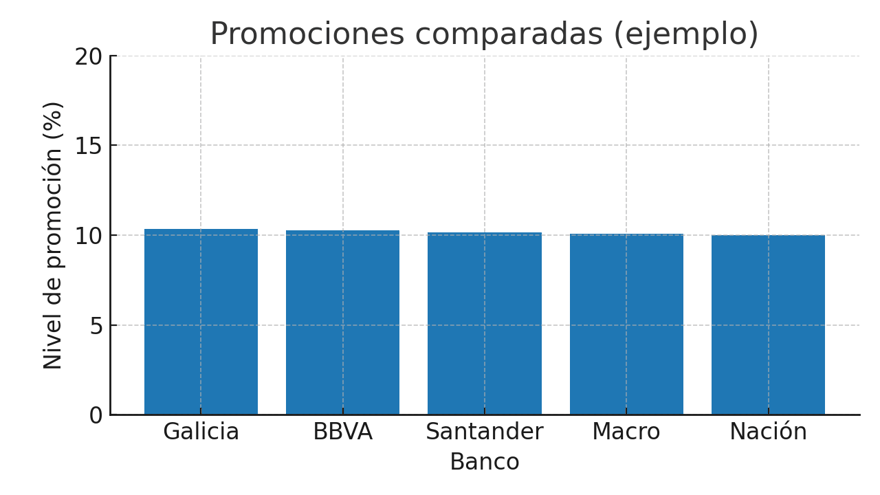 Promociones comparadas (ejemplo)
Nivel de promoción (%)
20
15
10
5
0
Galicia BBVA Santander Macro Nación
Banco